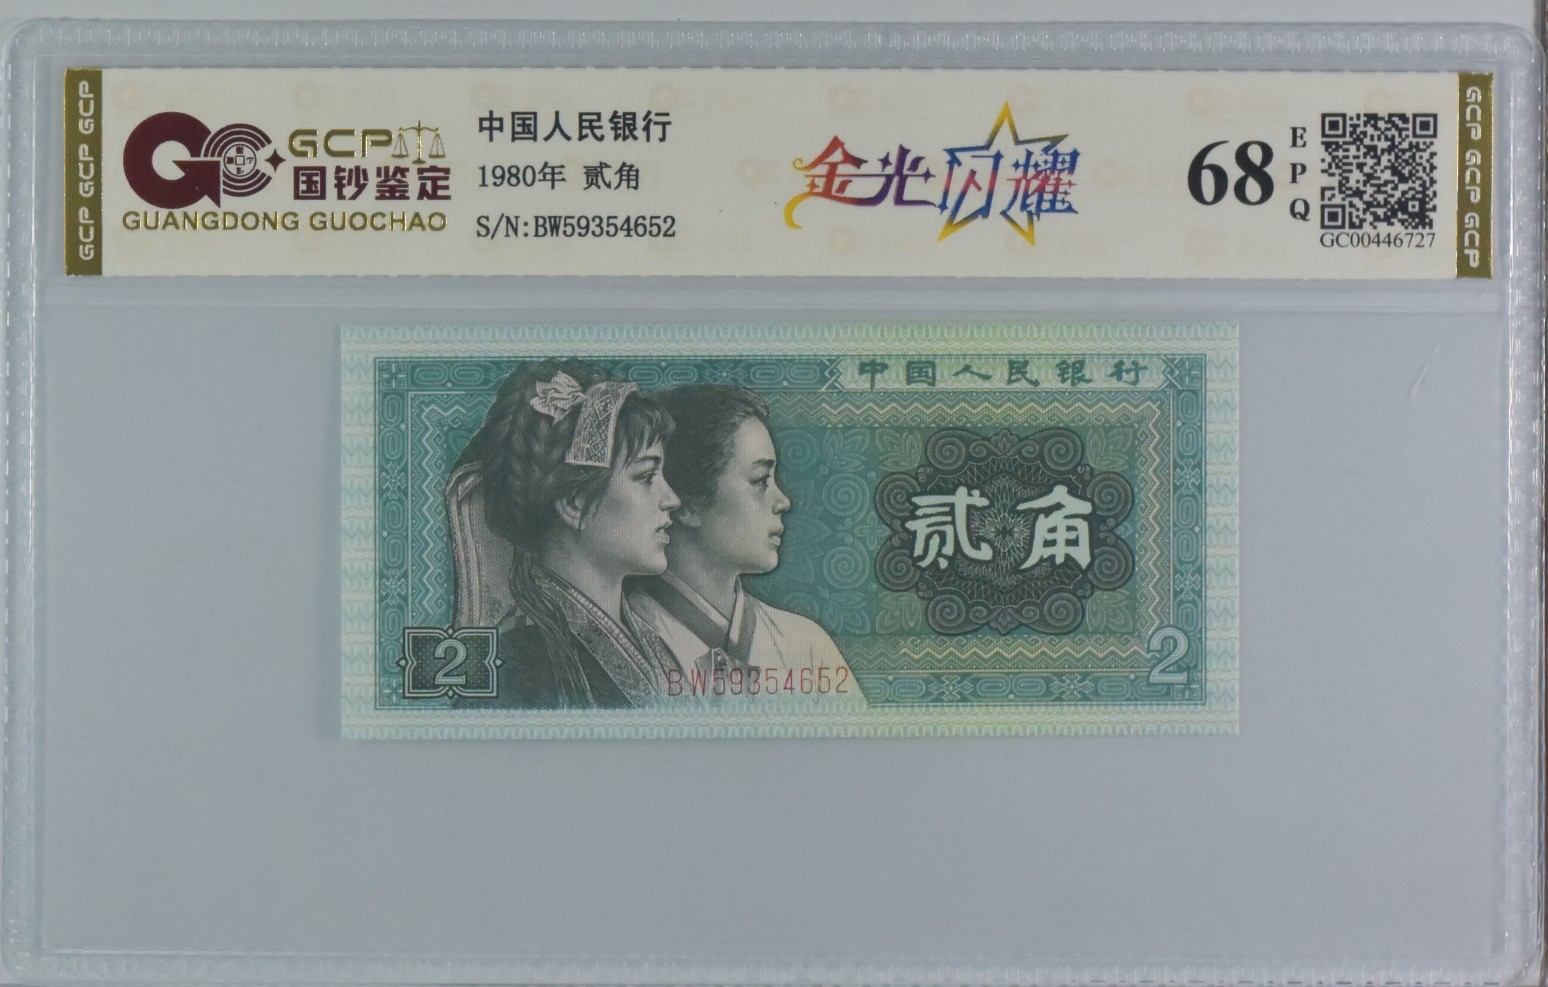 GCP GCP GCP
GCP
国钞鉴定
GUANGDONG GUOCHAO
中国人民银行
1980年 贰角
S/N:BW59354652
金光闪耀
68
EPQ
GC00446727
GCP GCP GCP
中国人民银行
贰角
2
BW59354652
2